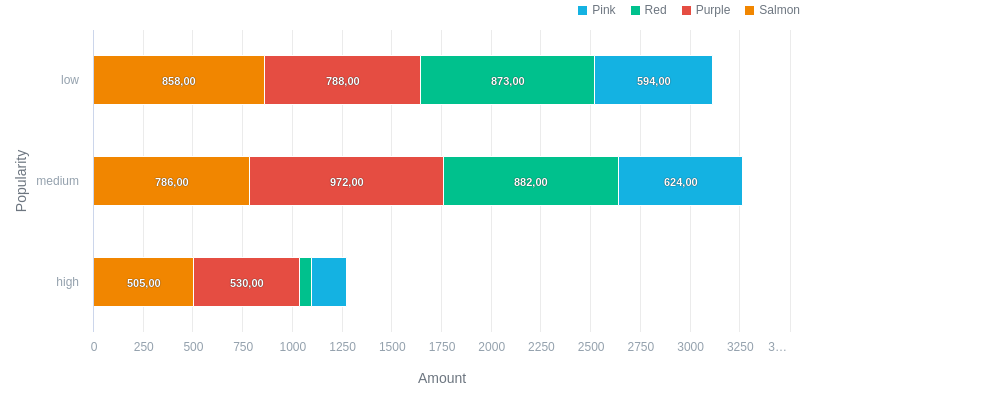 Pink Red Purple Salmon
low 858,00 788,00 873,00 594,00
Popularity
medium 786,00 972,00 882,00 624,00
high 505,00 530,00
0 250 500 750 1000 1250 1500 1750 2000 2250 2500 2750 3000 3250 3…
Amount